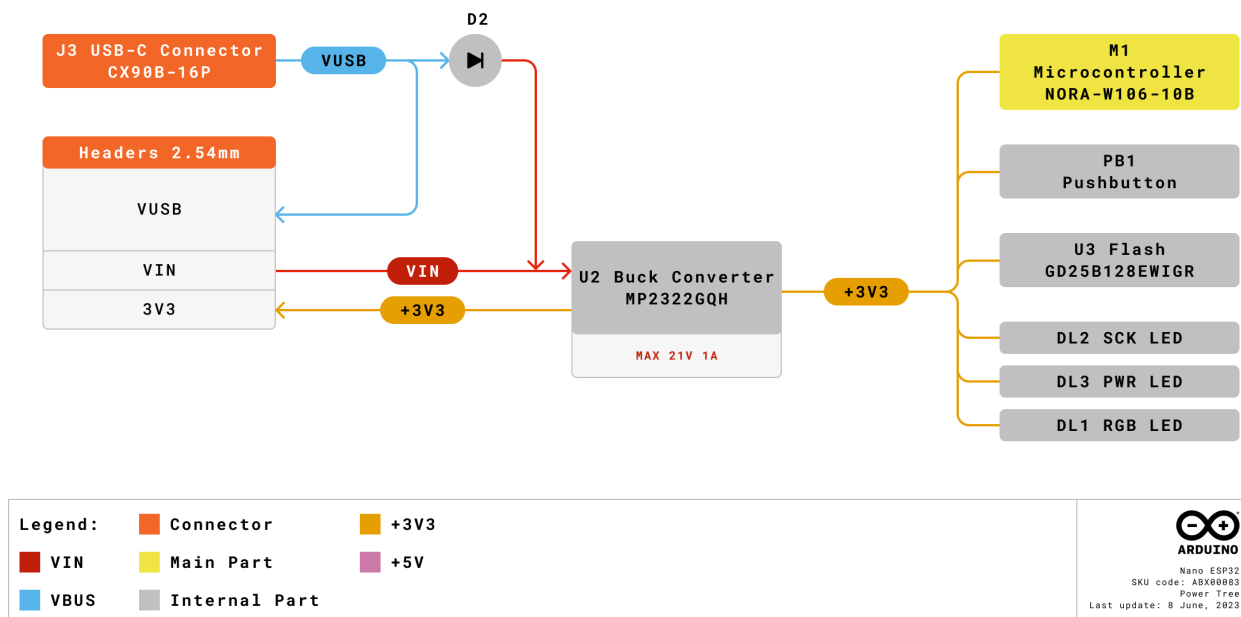 D2
J3 USB-C Connector
CX90B-16P
VUSB
Headers 2.54mm
VUSB
VIN
3V3
VIN
+3V3
U2 Buck Converter
MP2322GQH
MAX 21V 1A
+3V3
M1
Microcontroller
NORA-W106-10B
PB1
Pushbutton
U3 Flash
GD25B128EWIGR
DL2 SCK LED
DL3 PWR LED
DL1 RGB LED
Legend:
Connector
+3V3
VIN
Main Part
+5V
VBUS
Internal Part
ARDUINO
Nano ESP32
SKU code: ABX00083
Power Tree
Last update: 8 June, 2023